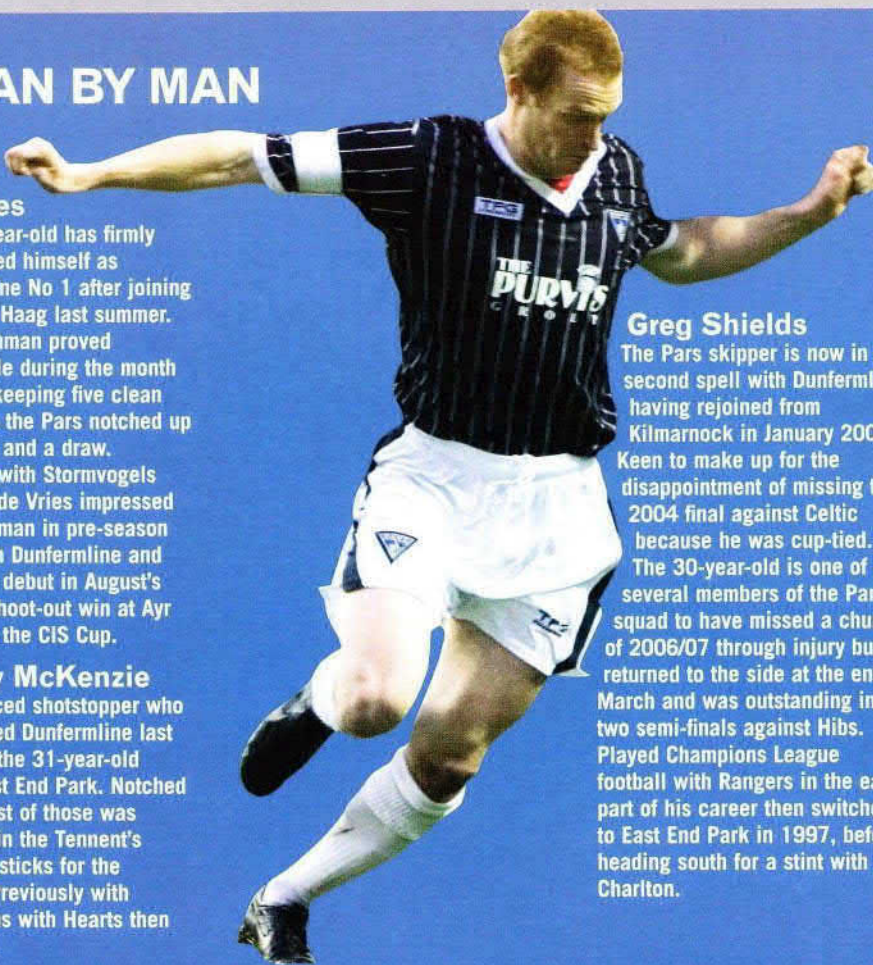 AN BY MAN
es
ear-old has firmly
ed himself as
me No 1 after joining
Haag last summer.
hman proved
le during the month
keeping five clean
the Pars notched up
and a draw.
with Stormvogels
de Vries impressed
man in pre-season
n Dunfermline and
debut in August's
hoot-out win at Ayr
the CIS Cup.
y McKenzie
ced shotstopper who
ed Dunfermline last
the 31-year-old
st End Park. Notched
st of those was
in the Tennent's
sticks for the
reviously with
ns with Hearts then
TFG
THE
PURVIS
GROUP
TFG
Greg Shields
The Pars skipper is now in
second spell with Dunferml
having rejoined from
Kilmarnock in January 200
Keen to make up for the
disappointment of missing t
2004 final against Celtic
because he was cup-tied.
The 30-year-old is one of
several members of the Par
squad to have missed a chu
of 2006/07 through injury bu
returned to the side at the en
March and was outstanding in
two semi-finals against Hibs.
Played Champions League
football with Rangers in the ea
part of his career then switche
to East End Park in 1997, befo
heading south for a stint with
Charlton.